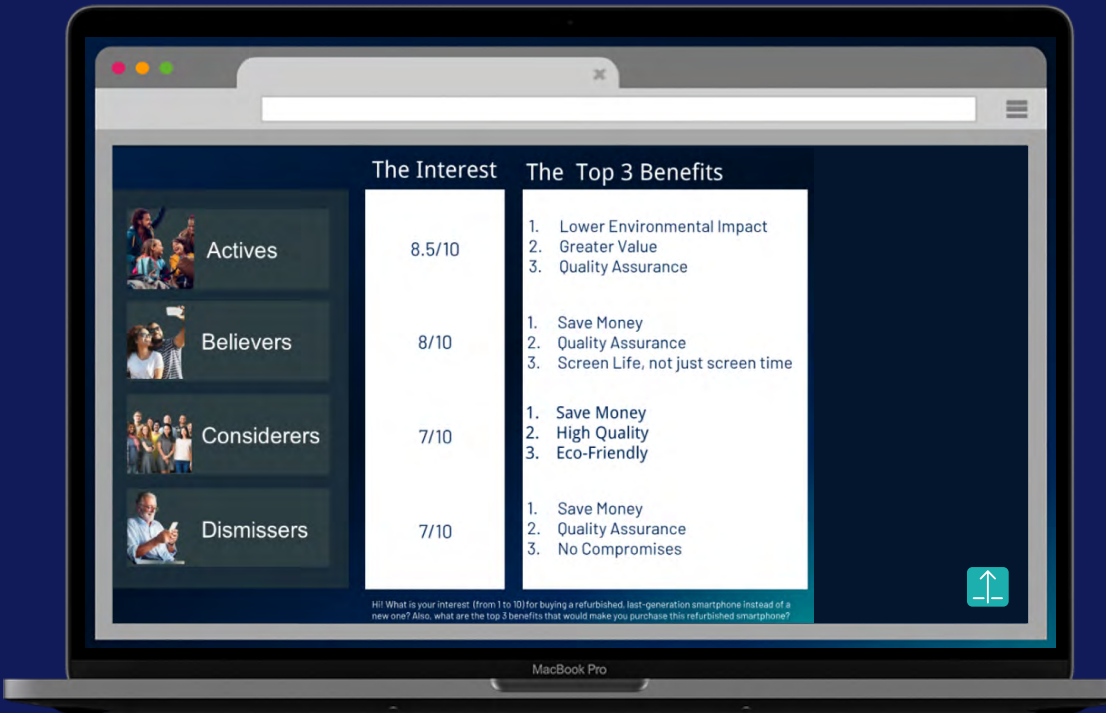 The Interest
The Top 3 Benefits
Actives
8.5/10
1. Lower Environmental Impact
2. Greater Value
3. Quality Assurance
Believers
8/10
1. Save Money
2. Quality Assurance
3. Screen Life, not just screen time
Considerers
7/10
1. Save Money
2. High Quality
3. Eco-Friendly
Dismissers
7/10
1. Save Money
2. Quality Assurance
3. No Compromises
Hi! What is your interest (from 1 to 10) for buying a refurbished, last-generation smartphone instead of a
new one? Also, what are the top 3 benefits that would make you purchase this refurbished smartphone?
MacBook Pro